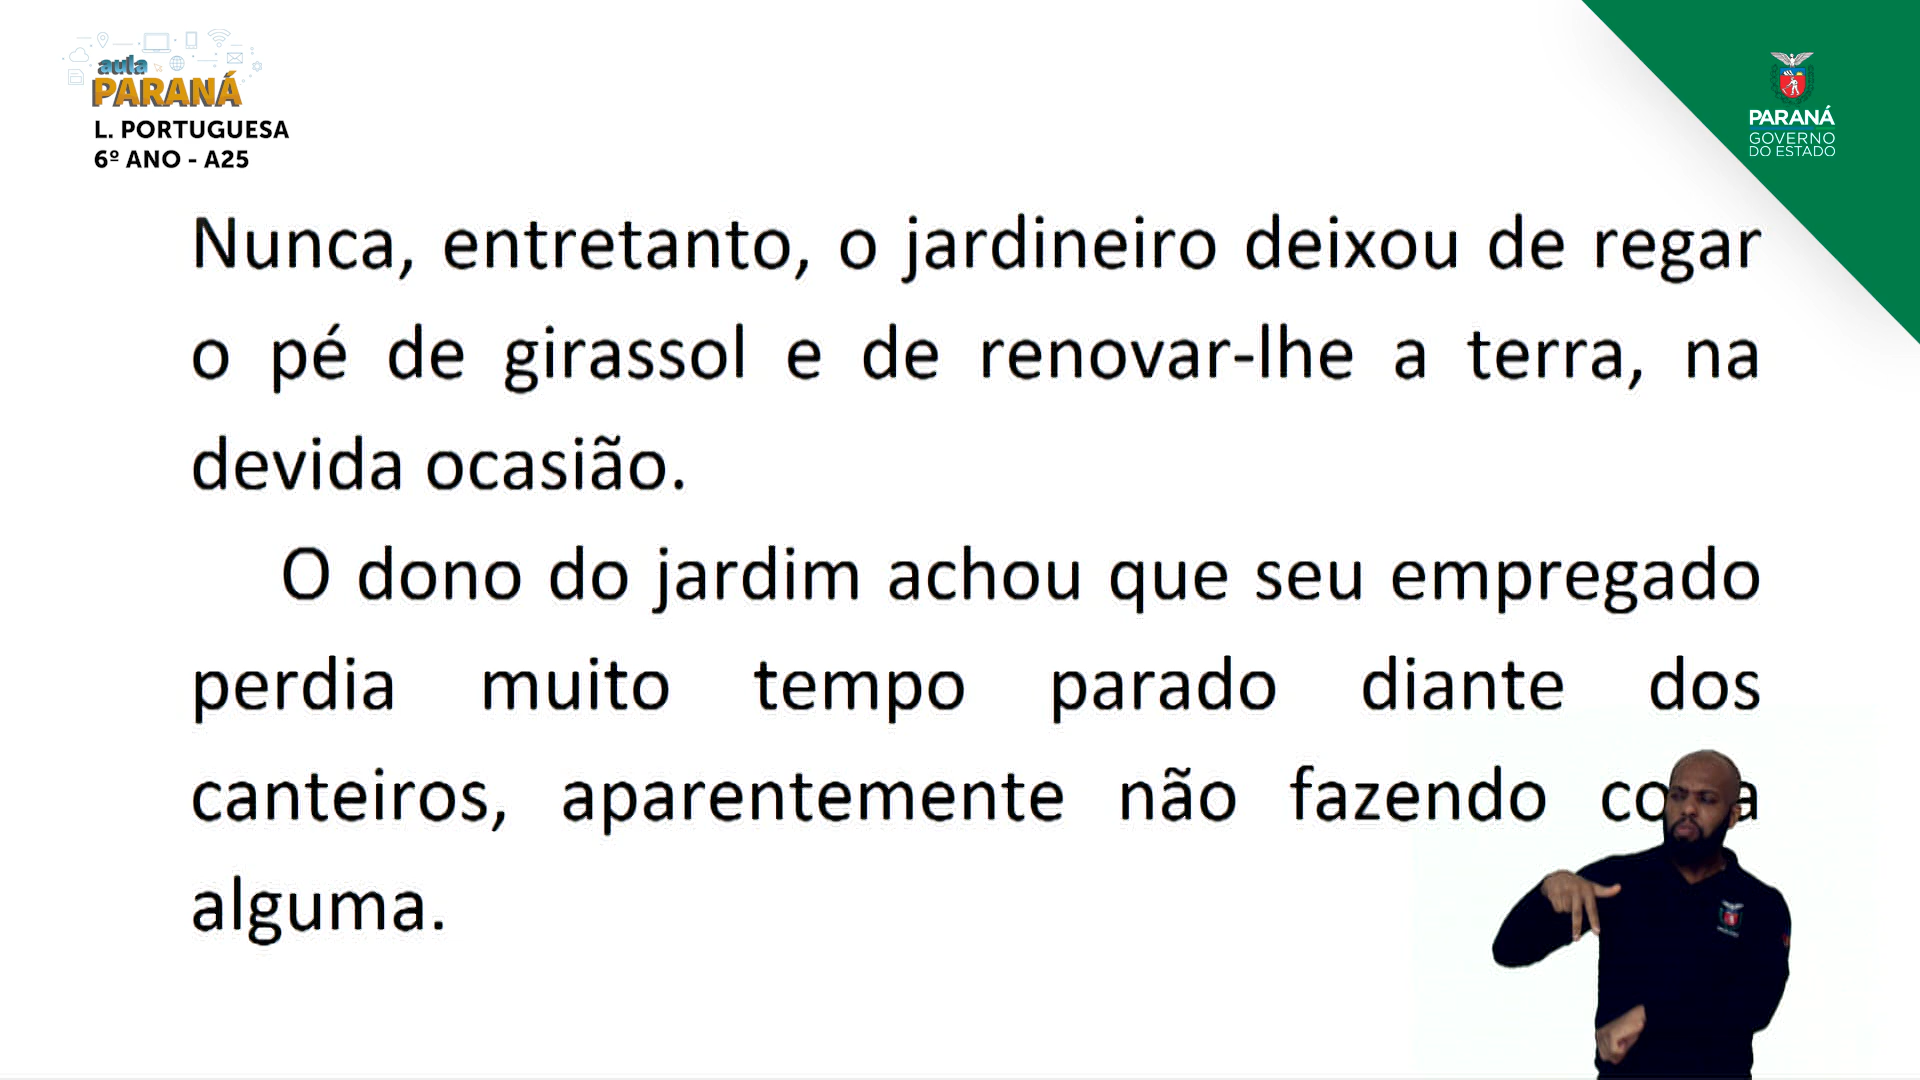 aula
PARANÁ
L. PORTUGUESA
6º ANO - A25
PARANÁ
GOVERNO
DO ESTADO
Nunca, entretanto, o jardineiro deixou de regar
o pé de girassol e de renovar-lhe a terra, na
devida ocasião.
O dono do jardim achou que seu empregado
perdia muito tempo parado diante dos
canteiros, aparentemente não fazendo
alguma.